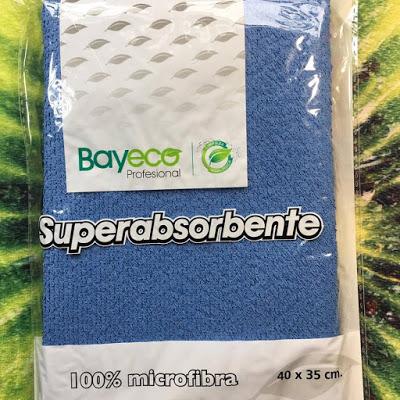 Bayeco
Profesional
Superabsorbente
100% microfibra 40 x 35 cm.